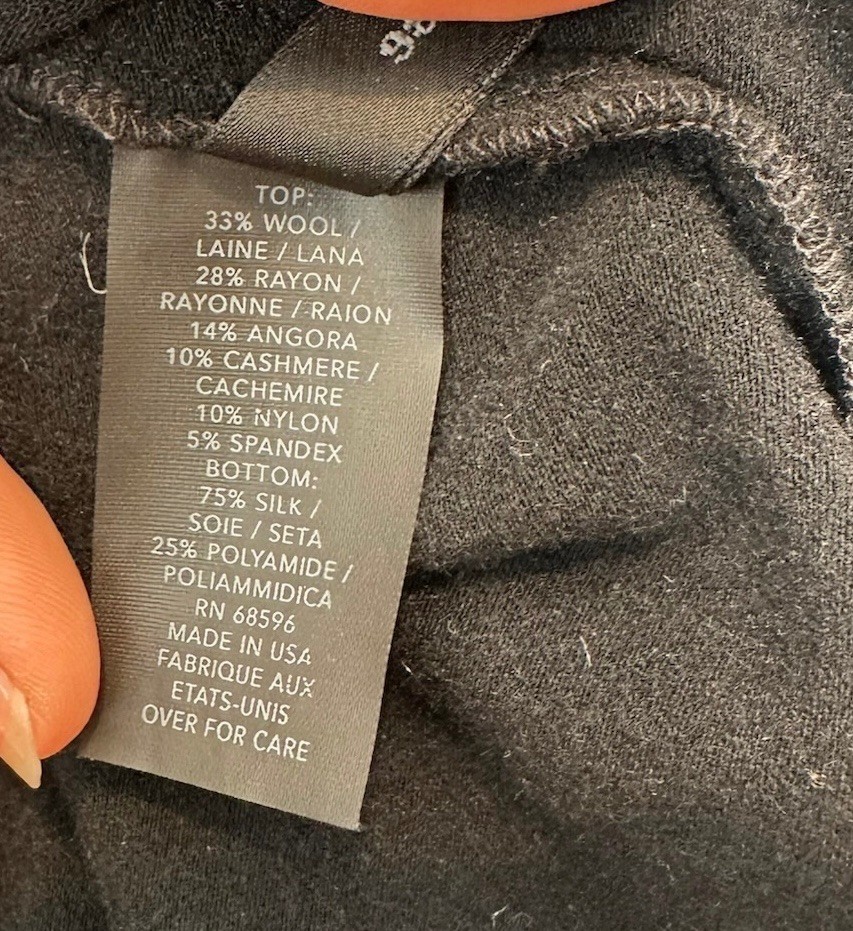 TOP:
33% WOOL /
LAINE / LANA
28% RAYON /
RAYONNE / RAION
14% ANGORA
10% CASHMERE /
CACHEMIRE
10% NYLON
5% SPANDEX
BOTTOM:
75% SILK /
SOIE / SETA
25% POLYAMIDE /
POLIAMMIDICA
RN 68596
MADE IN USA
FABRIQUE AUX
ETATS-UNIS
OVER FOR CARE